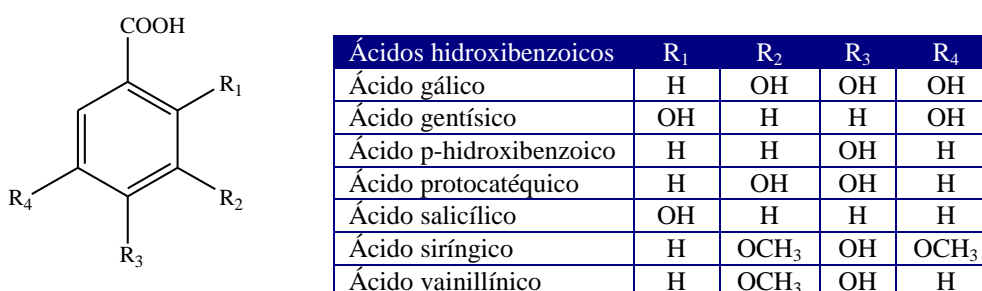 COOH
R₁
R₄
R₂
R₃
Ácidos hidroxibenzoicos R₁ R₂ R₃ R₄
Ácido gálico H OH OH OH
Ácido gentísico OH H H OH
Ácido p-hidroxibenzoico H H OH H
Ácido protocatéquico H OH OH H
Ácido salicílico OH H H H
Ácido siríngico H OCH₃ OH OCH₃
Ácido vainillínico H OCH₃ OH H